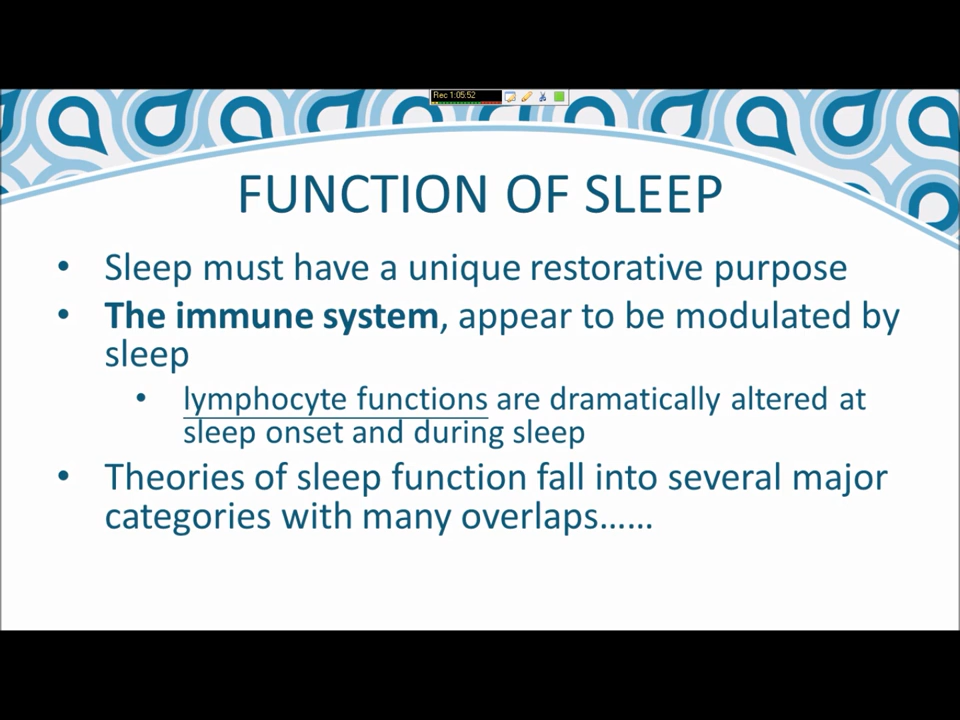 Rec 1:05:52
FUNCTION OF SLEEP
• Sleep must have a unique restorative purpose
• The immune system, appear to be modulated by
sleep
• lymphocyte functions are dramatically altered at
sleep onset and during sleep
• Theories of sleep function fall into several major
categories with many overlaps……